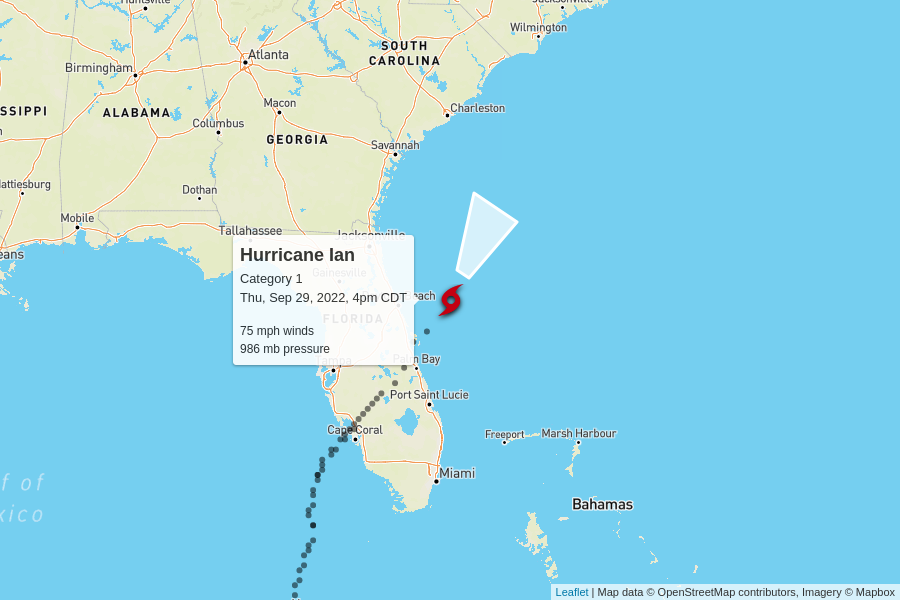 Huntsville
Jacksonville
Wilmington
SOUTH
CAROLINA
Atlanta
Birmingham
SSIPPI
ALABAMA
Macon
Charleston
Columbus
GEORGIA
Savannah
attiesburg
Dothan
Mobile
Tallahassee
Jacksonville
eans
Hurricane Ian
Category 1
Gainesville
Thu, Sep 29, 2022, 4pm CDT
each
FLORIDA
75 mph winds
986 mb pressure
Palm Bay
Tampa
Port Saint Lucie
Cape Coral
Freeport
Marsh Harbour
Miami
f of
xico
Bahamas
Leaflet | Map data © OpenStreetMap contributors, Imagery © Mapbox